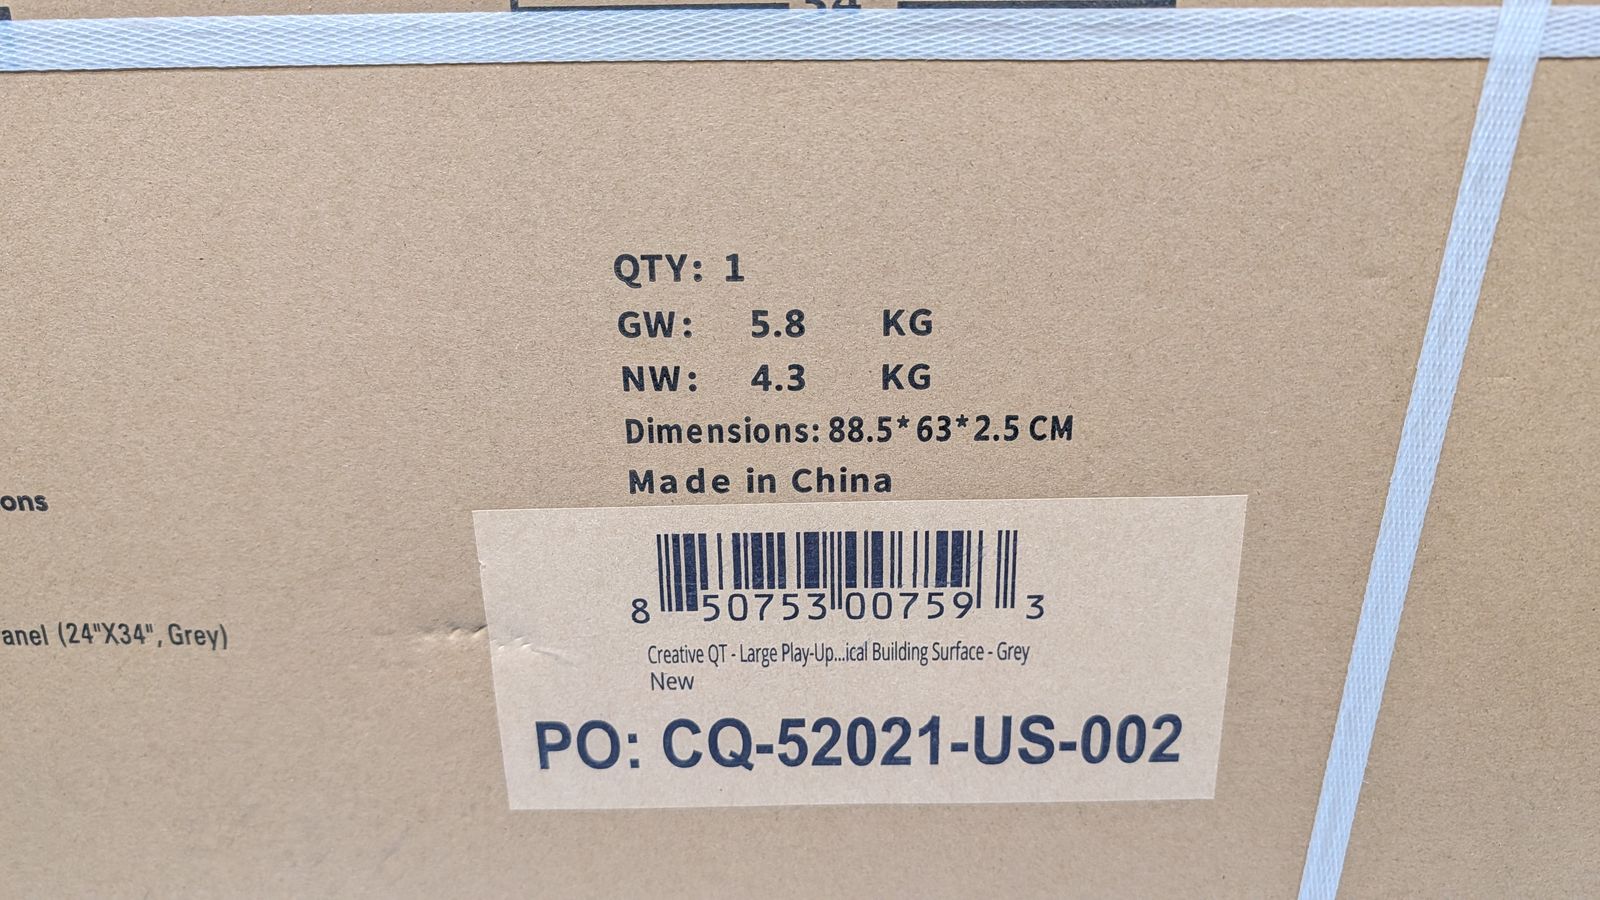 QTY: 1
GW: 5.8 KG
NW: 4.3 KG
Dimensions: 88.5*63*2.5 CM
Made in China
ons
anel (24"X34", Grey)
8 50753 00759 3
Creative QT - Large Play-Up...ical Building Surface - Grey
New
PO: CQ-52021-US-002